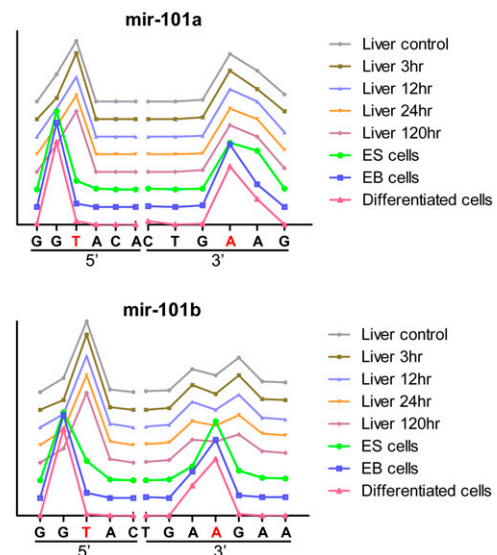 mir-101a
Liver control
Liver 3hr
Liver 12hr
Liver 24hr
Liver 120hr
ES cells
EB cells
Differentiated cells
G G T A C A C T G A A G
5' 3'
mir-101b
Liver control
Liver 3hr
Liver 12hr
Liver 24hr
Liver 120hr
ES cells
EB cells
Differentiated cells
G G T A C T G A A G A A
5' 3'